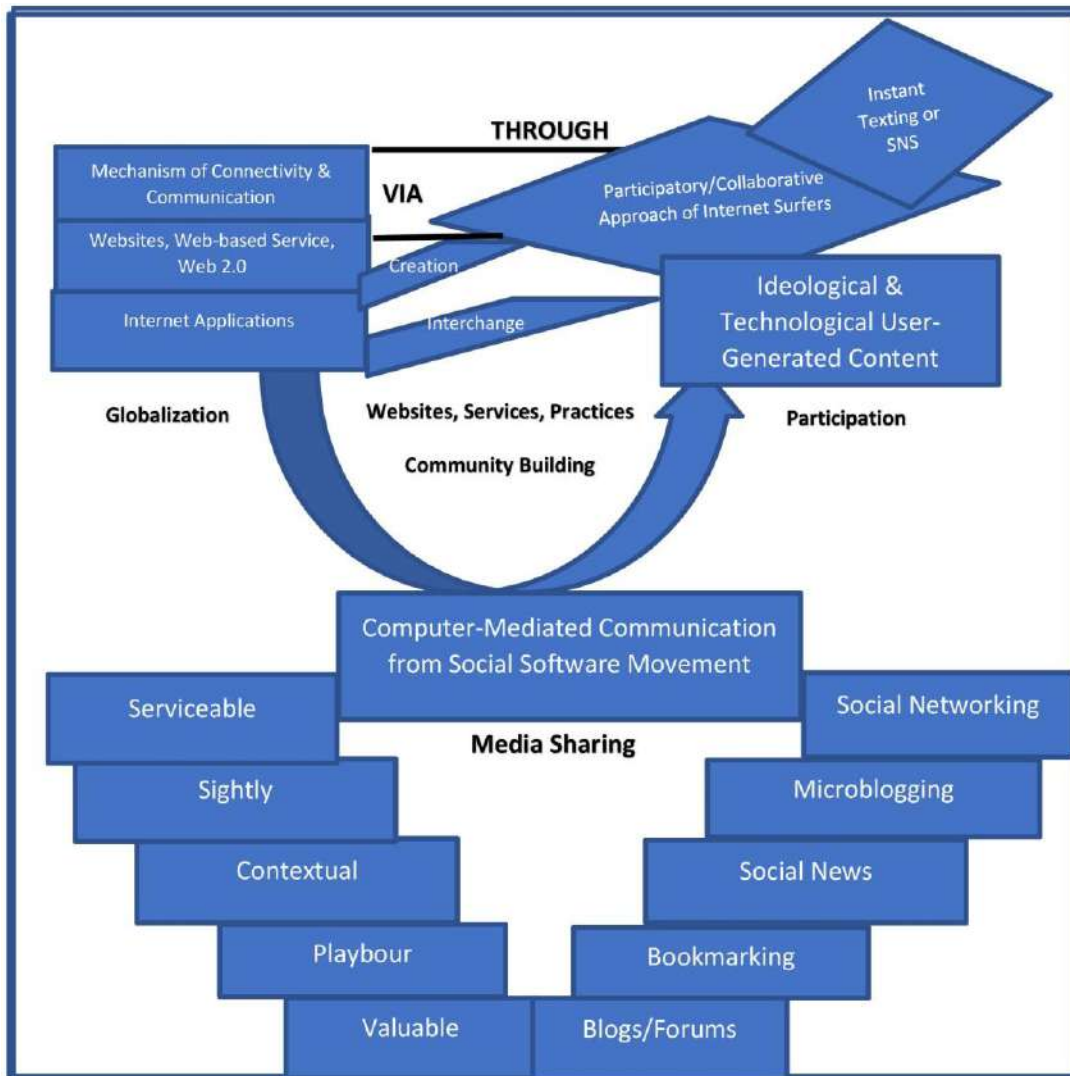 Instant
Texting or
SNS
THROUGH
Mechanism of Connectivity &
Communication
VIA
Participatory/Collaborative
Approach of Internet Surfers
Websites, Web-based Service,
Web 2.0
Creation
Internet Applications
Interchange
Ideological &
Technological User-
Generated Content
Globalization
Websites, Services, Practices
Participation
Community Building
Computer-Mediated Communication
from Social Software Movement
Serviceable
Social Networking
Media Sharing
Sightly
Microblogging
Contextual
Social News
Playbour
Bookmarking
Valuable
Blogs/Forums